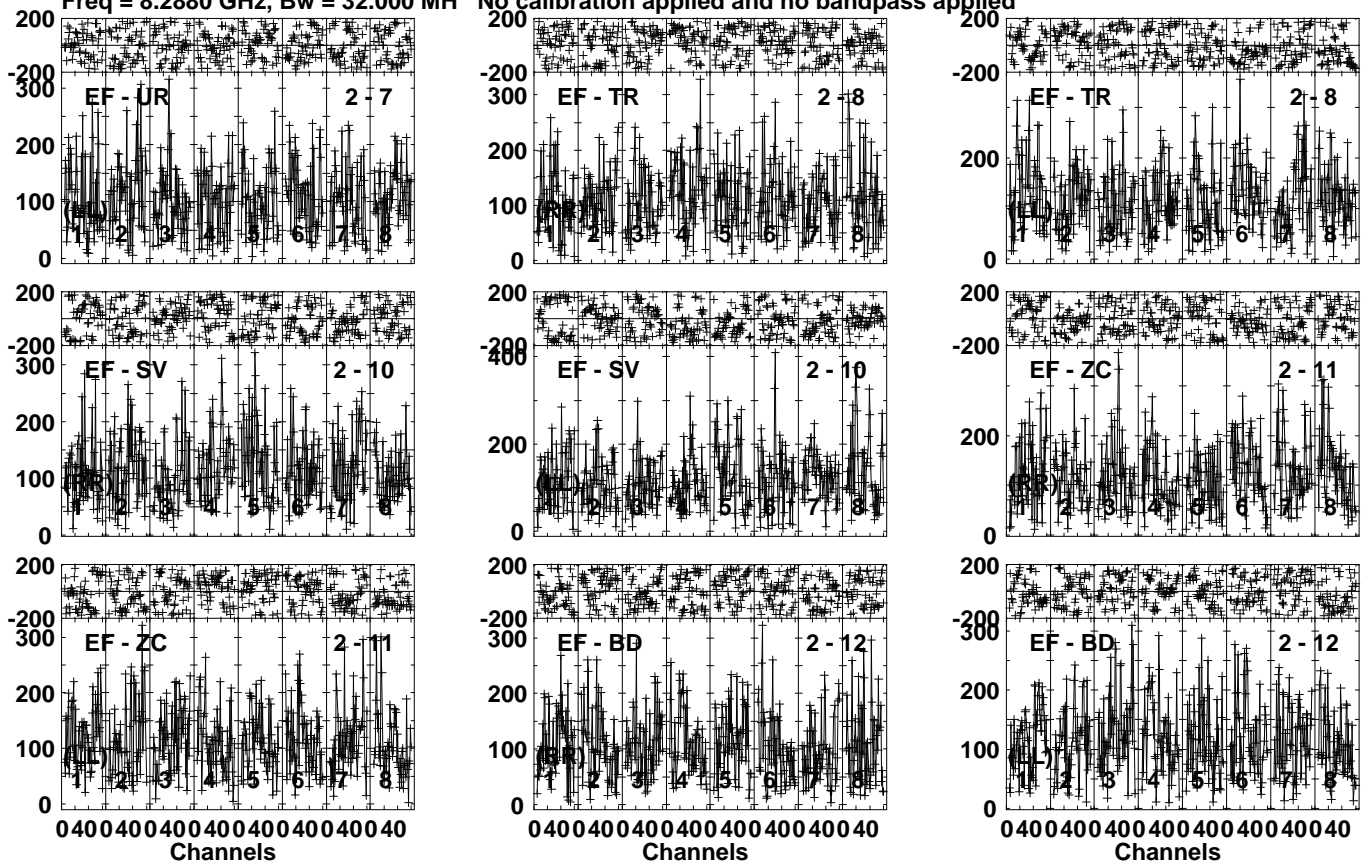 Freq = 8.2880 GHz, Bw = 32.000 MH No calibration applied and no bandpass applied
200 200 200
-200 -200 -200
300 EF - UR 2 - 7 300 EF - TR 2 - 8 EF - TR 2 - 8
200 200 200
100 100
(LL) (RR) (LL)
1 2 3 4 5 6 7 8 1 2 3 4 5 6 7 8 1 2 3 4 5 6 7 8
0 0 0
200 200 200
-200 -200 -200
300 EF - SV 2 - 10 400 EF - SV 2 - 10 EF - ZC 2 - 11
200 200 200
100
(RR) (LL) (RR)
1 2 3 4 5 6 7 8 1 2 3 4 5 6 7 8 1 2 3 4 5 6 7 8
0 0 0
200 200 200
-200 -200 -200
300 EF - ZC 2 - 11 300 EF - BD 2 - 12 300 EF - BD 2 - 12
200 200 200
100 100 100
(LL) (RR) (LL)
1 2 3 4 5 6 7 8 1 2 3 4 5 6 7 8 1 2 3 4 5 6 7 8
0 0 0
0 40 0 40 0 40 0 40 0 40 0 40 0 40 0 40 0 40 0 40 0 40 0 40 0 40 0 40 0 40 0 40 0 40 0 40 0 40 0 40 0 40 0 40 0 40 0 40
Channels Channels Channels